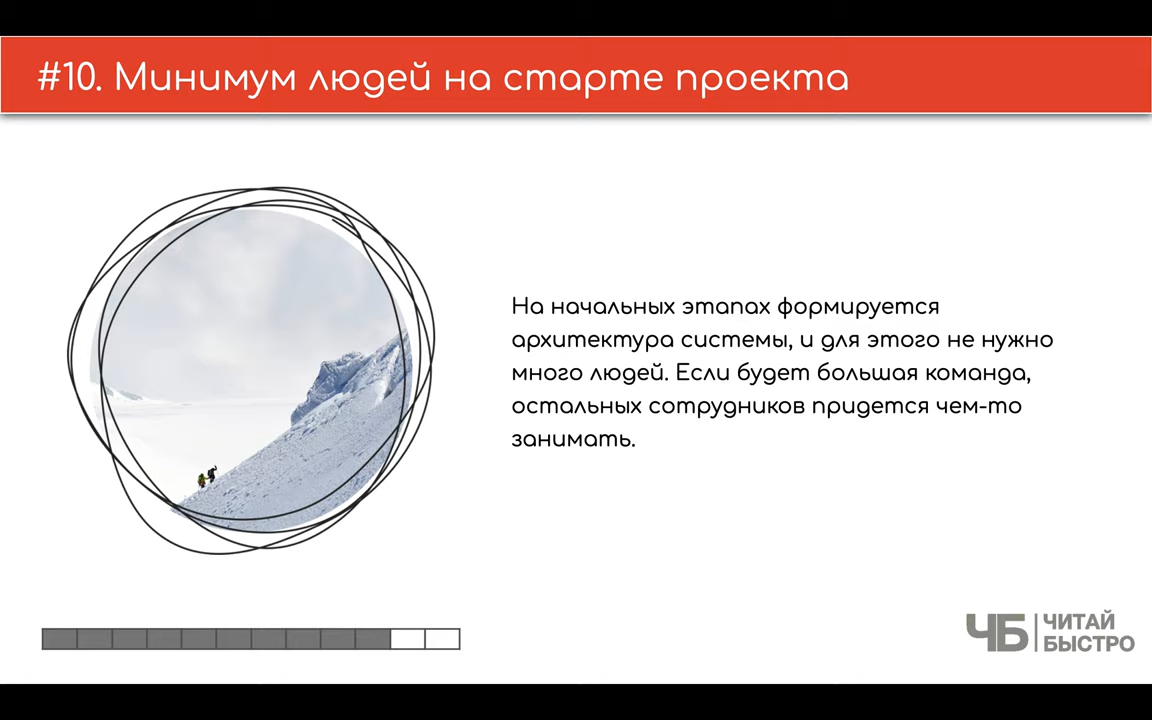 #10. Минимум людей на старте проекта
На начальных этапах формируется
архитектура системы, и для этого не нужно
много людей. Если будет большая команда,
остальных сотрудников придется чем-то
занимать.
ЧБ
ЧИТАЙ
БЫСТРО